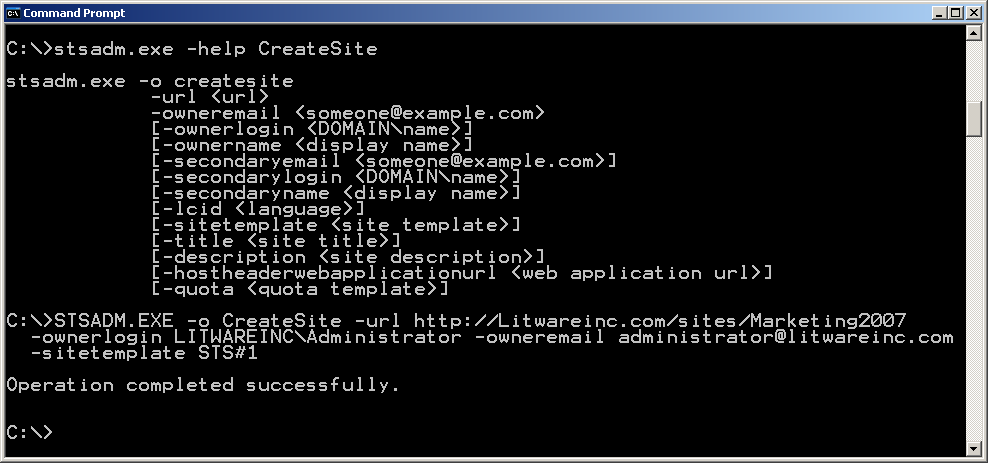 Command Prompt
C:\>stsadm.exe -help CreateSite
stsadm.exe -o createsite
-url <url>
-owneremail <someone@example.com>
[-ownerlogin <DOMAIN\name>]
[-ownername <display name>]
[-secondaryemail <someone@example.com>]
[-secondarylogin <DOMAIN\name>]
[-secondaryname <display name>]
[-lcid <language>]
[-sitetemplate <site template>]
[-title <site title>]
[-description <site description>]
[-hostheaderwebapplicationurl <web application url>]
[-quota <quota template>]
C:\>STSADM.EXE -o CreateSite -url http://Litwareinc.com/sites/Marketing2007
-ownerlogin LITWAREINC\Administrator -owneremail administrator@litwareinc.com
-sitetemplate STS#1
Operation completed successfully.
C:\>